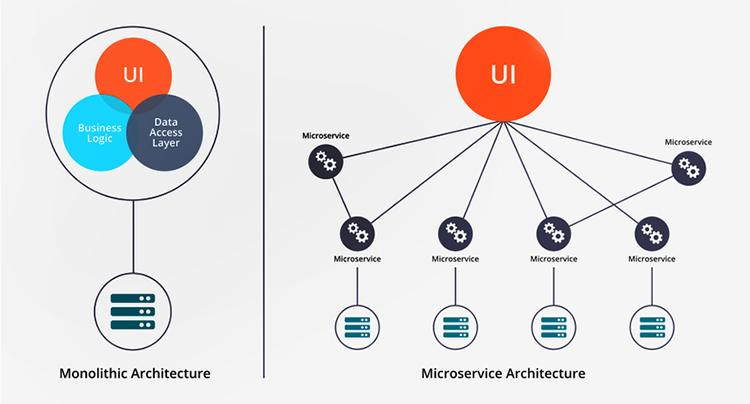 UI
Business
Logic
Data
Access
Layer
Monolithic Architecture
UI
Microservice
Microservice
Microservice
Microservice
Microservice
Microservice
Microservice Architecture